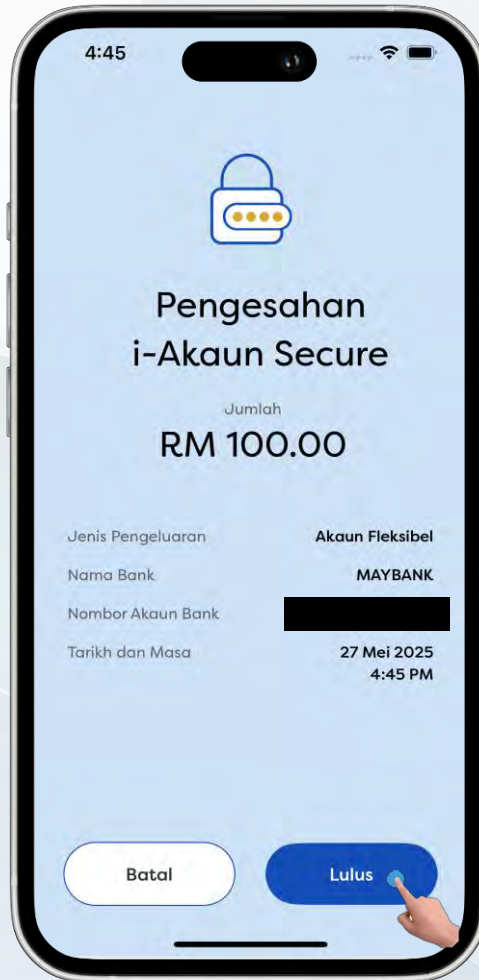 4:45
Pengesahan
i-Akaun Secure
Jumlah
RM 100.00
Jenis Pengeluaran Akaun Fleksibel
Nama Bank MAYBANK
Nombor Akaun Bank
Tarikh dan Masa 27 Mei 2025
4:45 PM
Batal Lulus